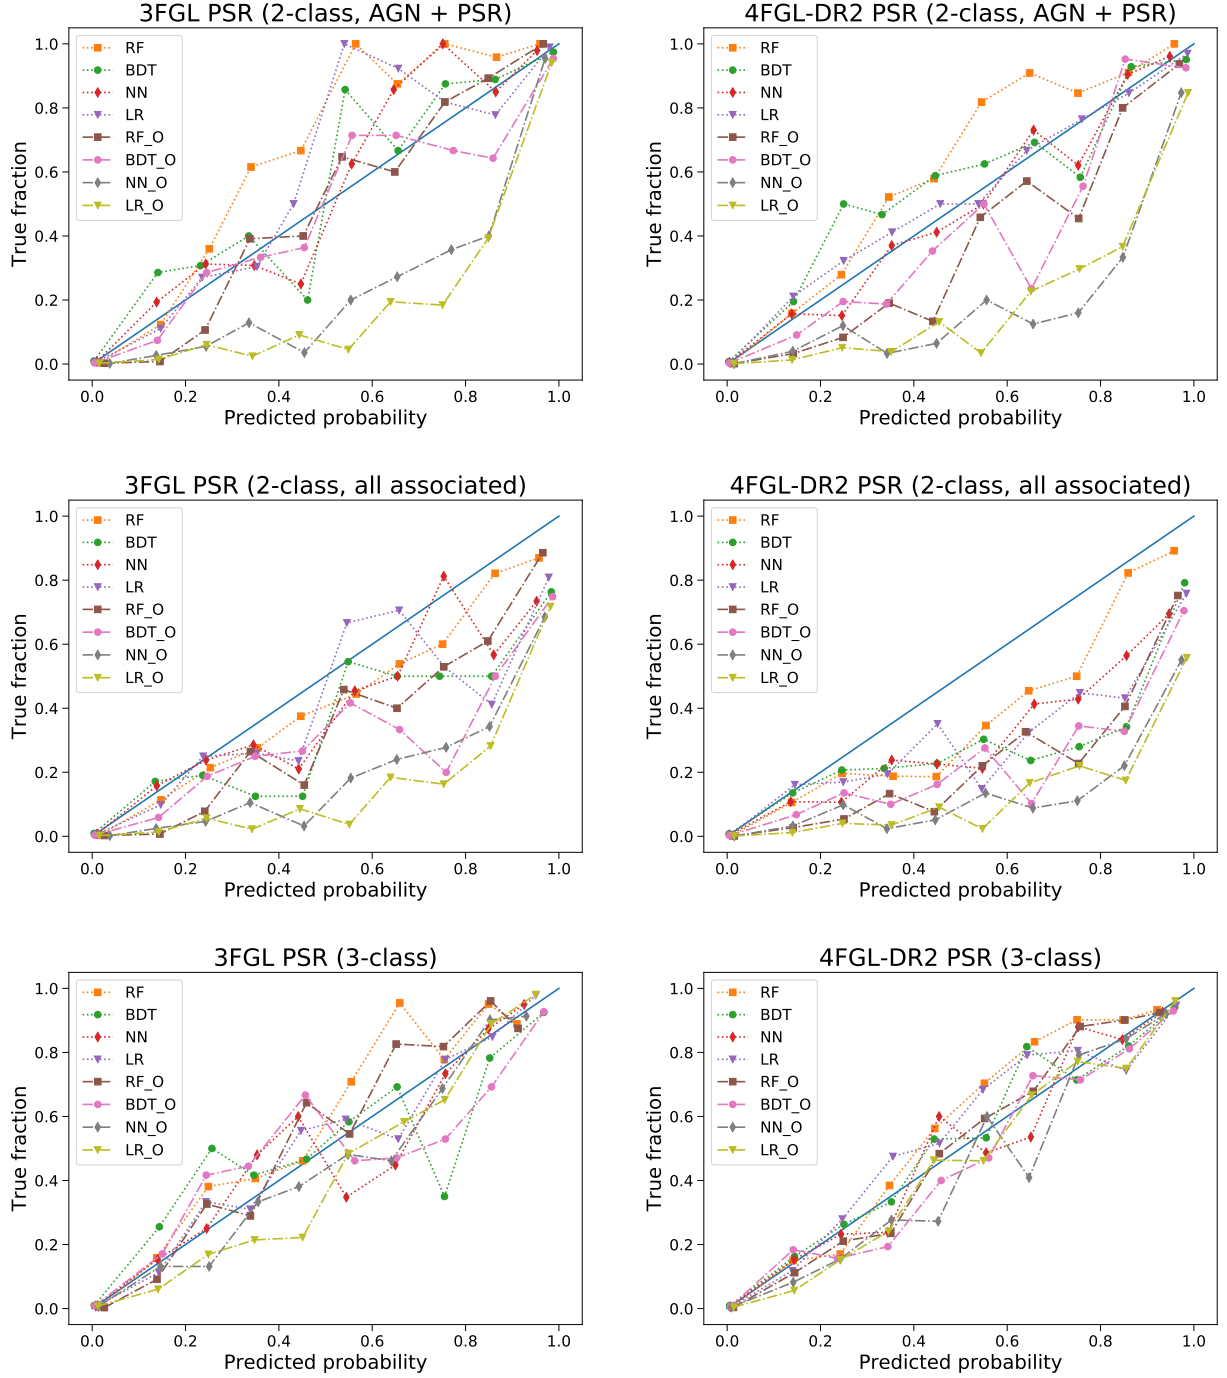 3FGL PSR (2-class, AGN + PSR)
1.0
0.8
0.6
0.4
0.2
0.0
True fraction
RF
BDT
NN
LR
RF_O
BDT_O
NN_O
LR_O
0.0 0.2 0.4 0.6 0.8 1.0
Predicted probability
4FGL-DR2 PSR (2-class, AGN + PSR)
1.0
0.8
0.6
0.4
0.2
0.0
True fraction
RF
BDT
NN
LR
RF_O
BDT_O
NN_O
LR_O
0.0 0.2 0.4 0.6 0.8 1.0
Predicted probability
3FGL PSR (2-class, all associated)
1.0
0.8
0.6
0.4
0.2
0.0
True fraction
RF
BDT
NN
LR
RF_O
BDT_O
NN_O
LR_O
0.0 0.2 0.4 0.6 0.8 1.0
Predicted probability
4FGL-DR2 PSR (2-class, all associated)
1.0
0.8
0.6
0.4
0.2
0.0
True fraction
RF
BDT
NN
LR
RF_O
BDT_O
NN_O
LR_O
0.0 0.2 0.4 0.6 0.8 1.0
Predicted probability
3FGL PSR (3-class)
1.0
0.8
0.6
0.4
0.2
0.0
True fraction
RF
BDT
NN
LR
RF_O
BDT_O
NN_O
LR_O
0.0 0.2 0.4 0.6 0.8 1.0
Predicted probability
4FGL-DR2 PSR (3-class)
1.0
0.8
0.6
0.4
0.2
0.0
True fraction
RF
BDT
NN
LR
RF_O
BDT_O
NN_O
LR_O
0.0 0.2 0.4 0.6 0.8 1.0
Predicted probability